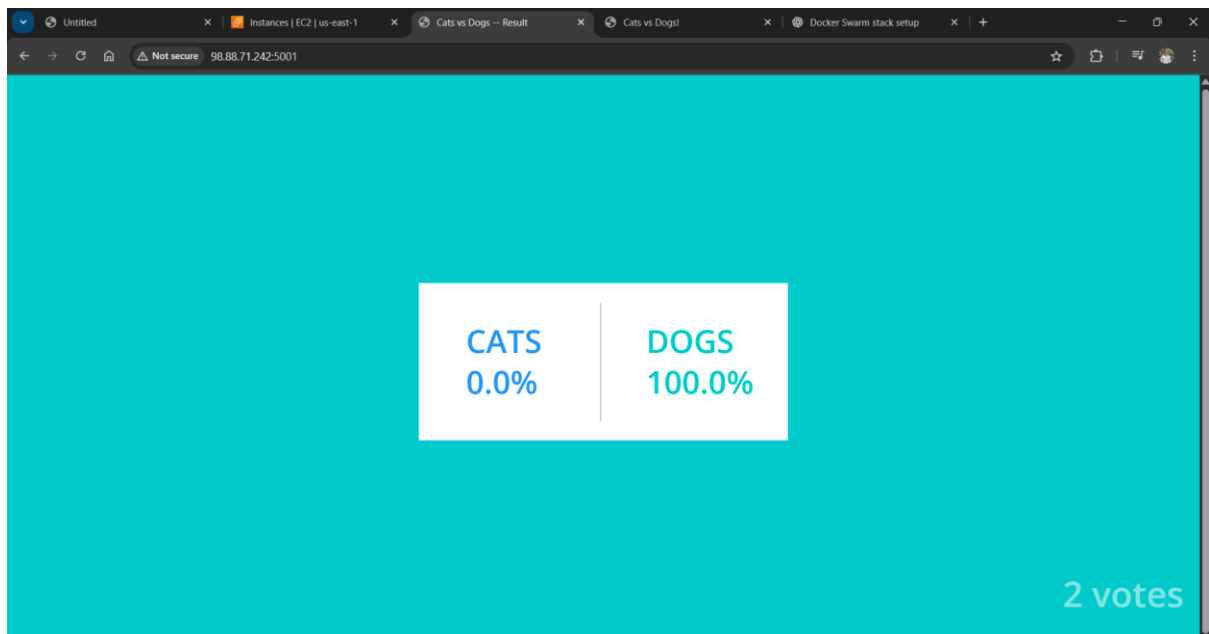 Untitled
Instances | EC2 | us-east-1
Cats vs Dogs -- Result
Cats vs Dogs!
Docker Swarm stack setup
Not secure
98.88.71.242:5001
CATS
0.0%
DOGS
100.0%
2 votes